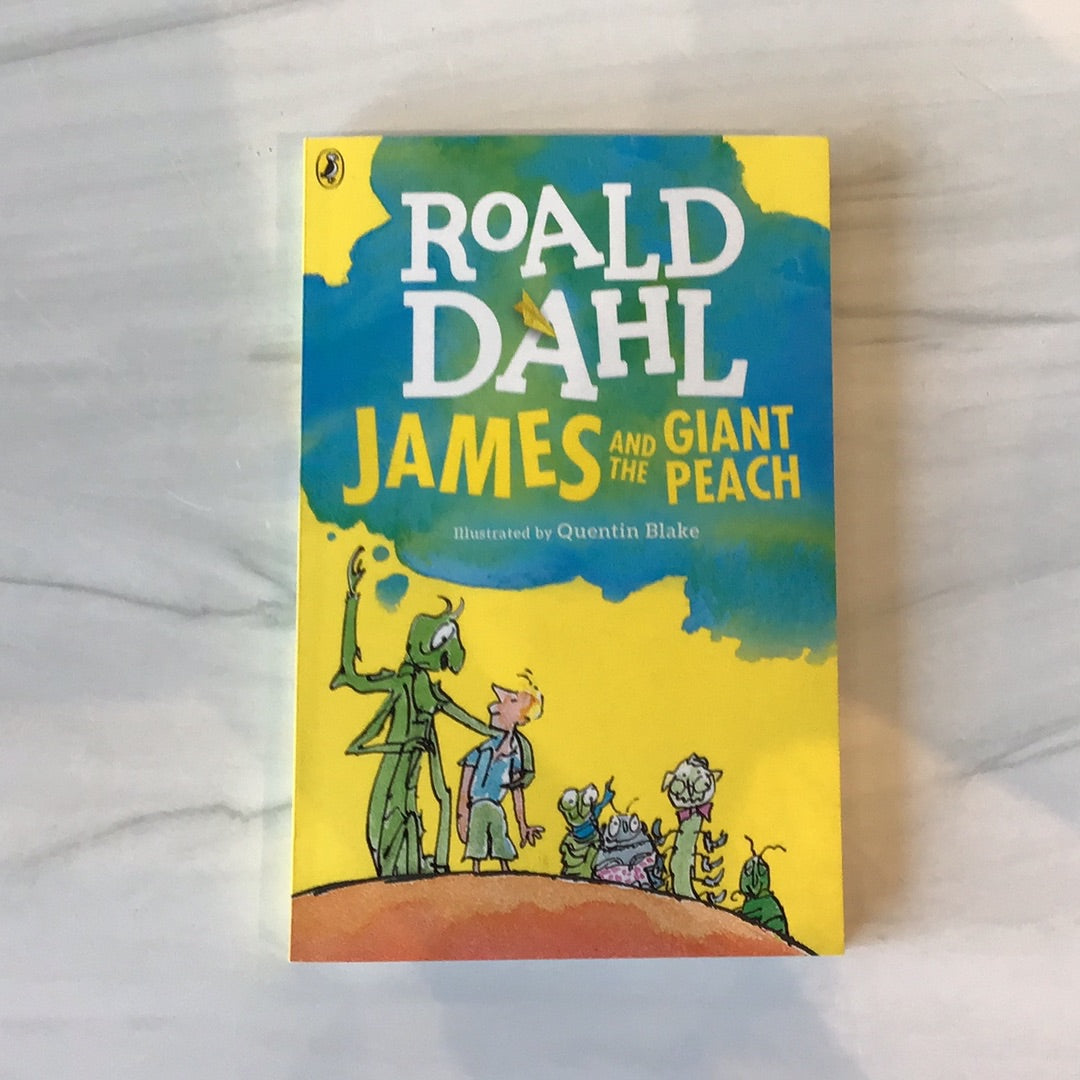 ROALD
DAHL
JAMES AND THE GIANT PEACH
Illustrated by Quentin Blake